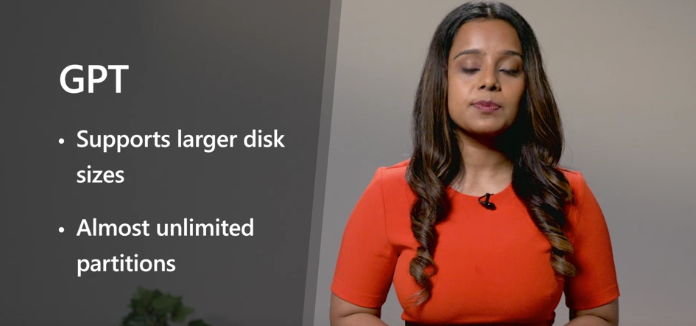 GPT
• Supports larger disk
sizes
• Almost unlimited
partitions